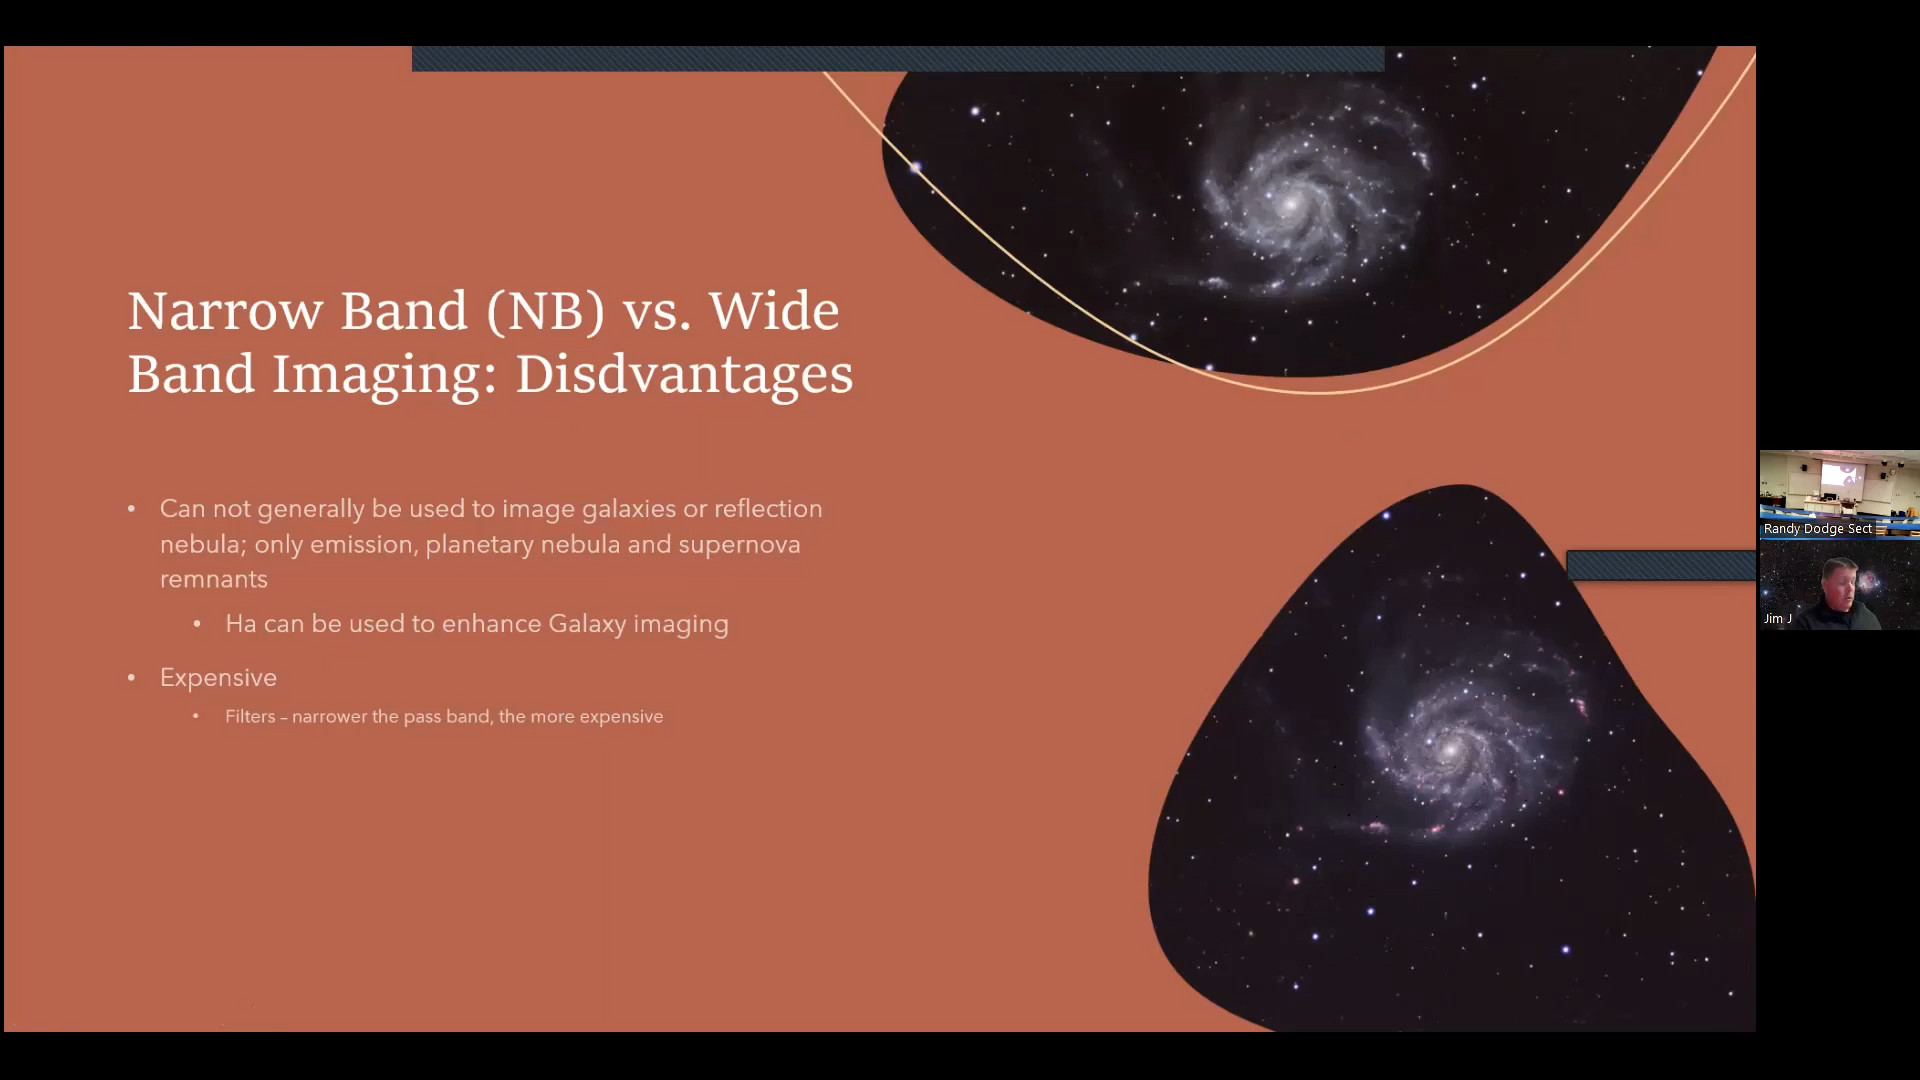 Narrow Band (NB) vs. Wide
Band Imaging: Disdvantages
• Can not generally be used to image galaxies or reflection
nebula; only emission, planetary nebula and supernova
remnants
• Ha can be used to enhance Galaxy imaging
• Expensive
• Filters – narrower the pass band, the more expensive
Randy Dodge Sect
Jim J